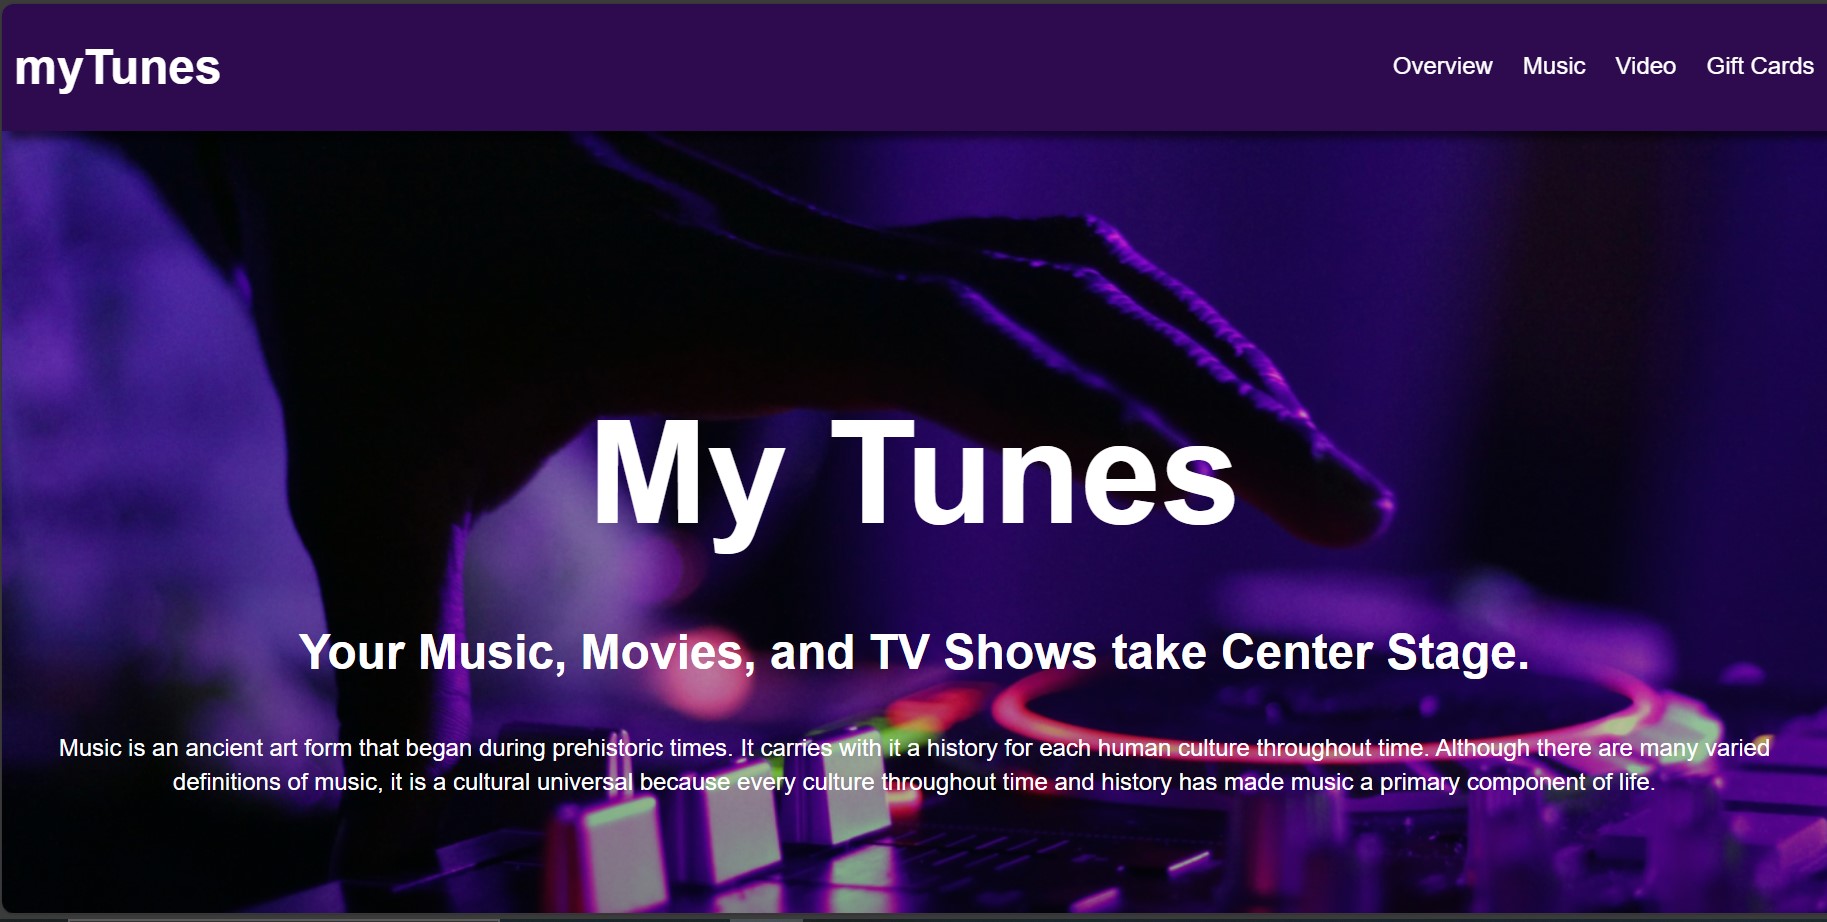 myTunes
Overview Music Video Gift Cards
My Tunes
Your Music, Movies, and TV Shows take Center Stage.
Music is an ancient art form that began during prehistoric times. It carries with it a history for each human culture throughout time. Although there are many varied
definitions of music, it is a cultural universal because every culture throughout time and history has made music a primary component of life.